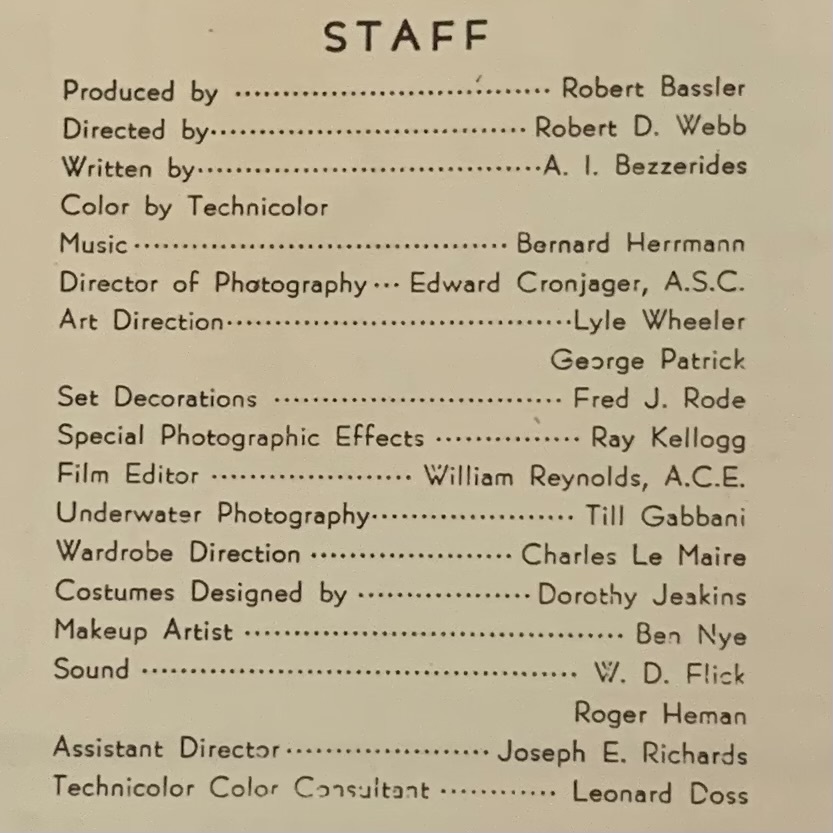 STAFF
Produced by ································ Robert Bassler
Directed by································ Robert D. Webb
Written by····································A. I. Bezzerides
Color by Technicolor
Music······································· Bernard Herrmann
Director of Photography··· Edward Cronjager, A.S.C.
Art Direction····································Lyle Wheeler
George Patrick
Set Decorations ······························ Fred J. Rode
Special Photographic Effects ··············· Ray Kellogg
Film Editor ····················· William Reynolds, A.C.E.
Underwater Photography····················· Till Gabbani
Wardrobe Direction ····················· Charles Le Maire
Costumes Designed by ··················Dorothy Jeakins
Makeup Artist ········································ Ben Nye
Sound ·············································· W. D. Flick
Roger Heman
Assistant Director····················· Joseph E. Richards
Technicolor Color Consultant ············ Leonard Doss